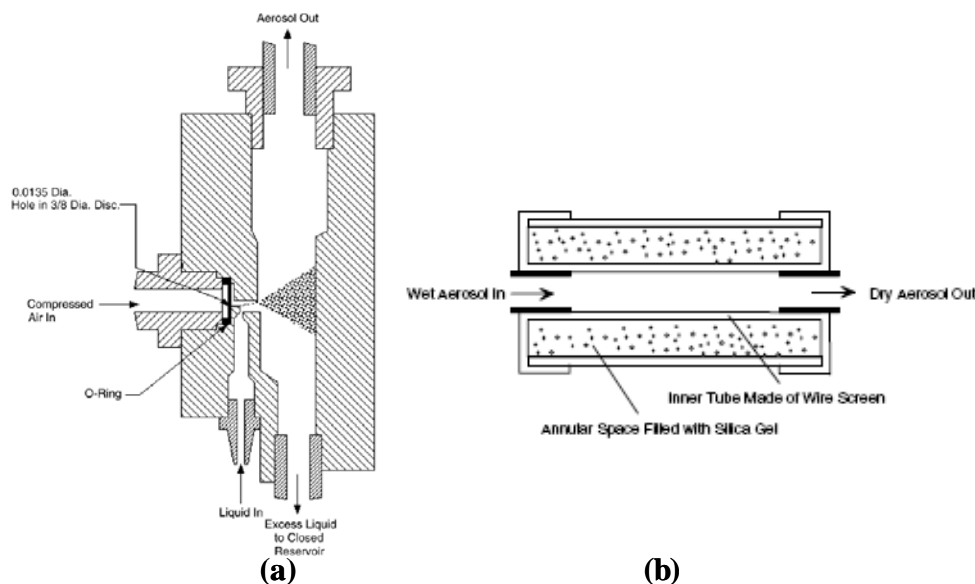 Aerosol Out
0.0135 Dia.
Hole in 3/8 Dia. Disc.
Compressed
Air In
O-Ring
Liquid In
Excess Liquid
to Closed
Reservoir
(a)
Wet Aerosol In
Dry Aerosol Out
Inner Tube Made of Wire Screen
Annular Space Filled with Silica Gel
(b)